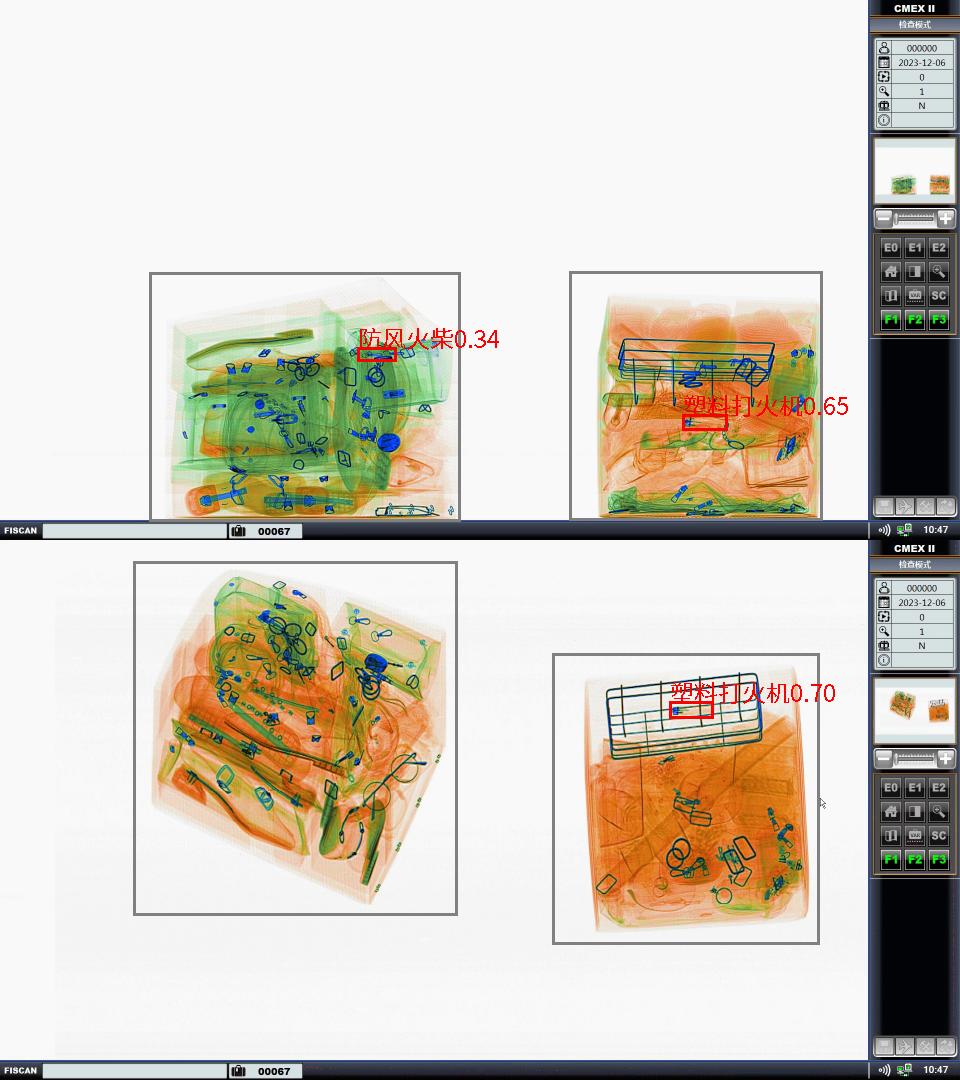 CMEX II
检查模式
000000
2023-12-06
0
1
N
E0 E1 E2
VAR SC
F1 F2 F3
防风火柴0.34
塑料打火机0.65
FISCAN
00067
10:47
CMEX II
检查模式
000000
2023-12-06
0
1
N
E0 E1 E2
VAR SC
F1 F2 F3
塑料打火机0.70
FISCAN
00067
10:47